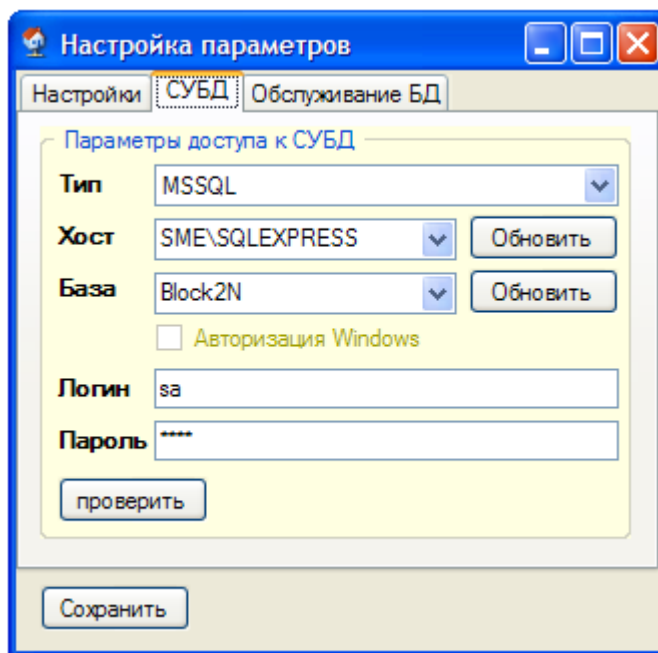 Настройка параметров
Настройки СУБД Обслуживание БД
Параметры доступа к СУБД
Тип MSSQL
Хост SME\SQLEXPRESS Обновить
База Block2N Обновить
Авторизация Windows
Логин sa
Пароль ****
проверить
Сохранить